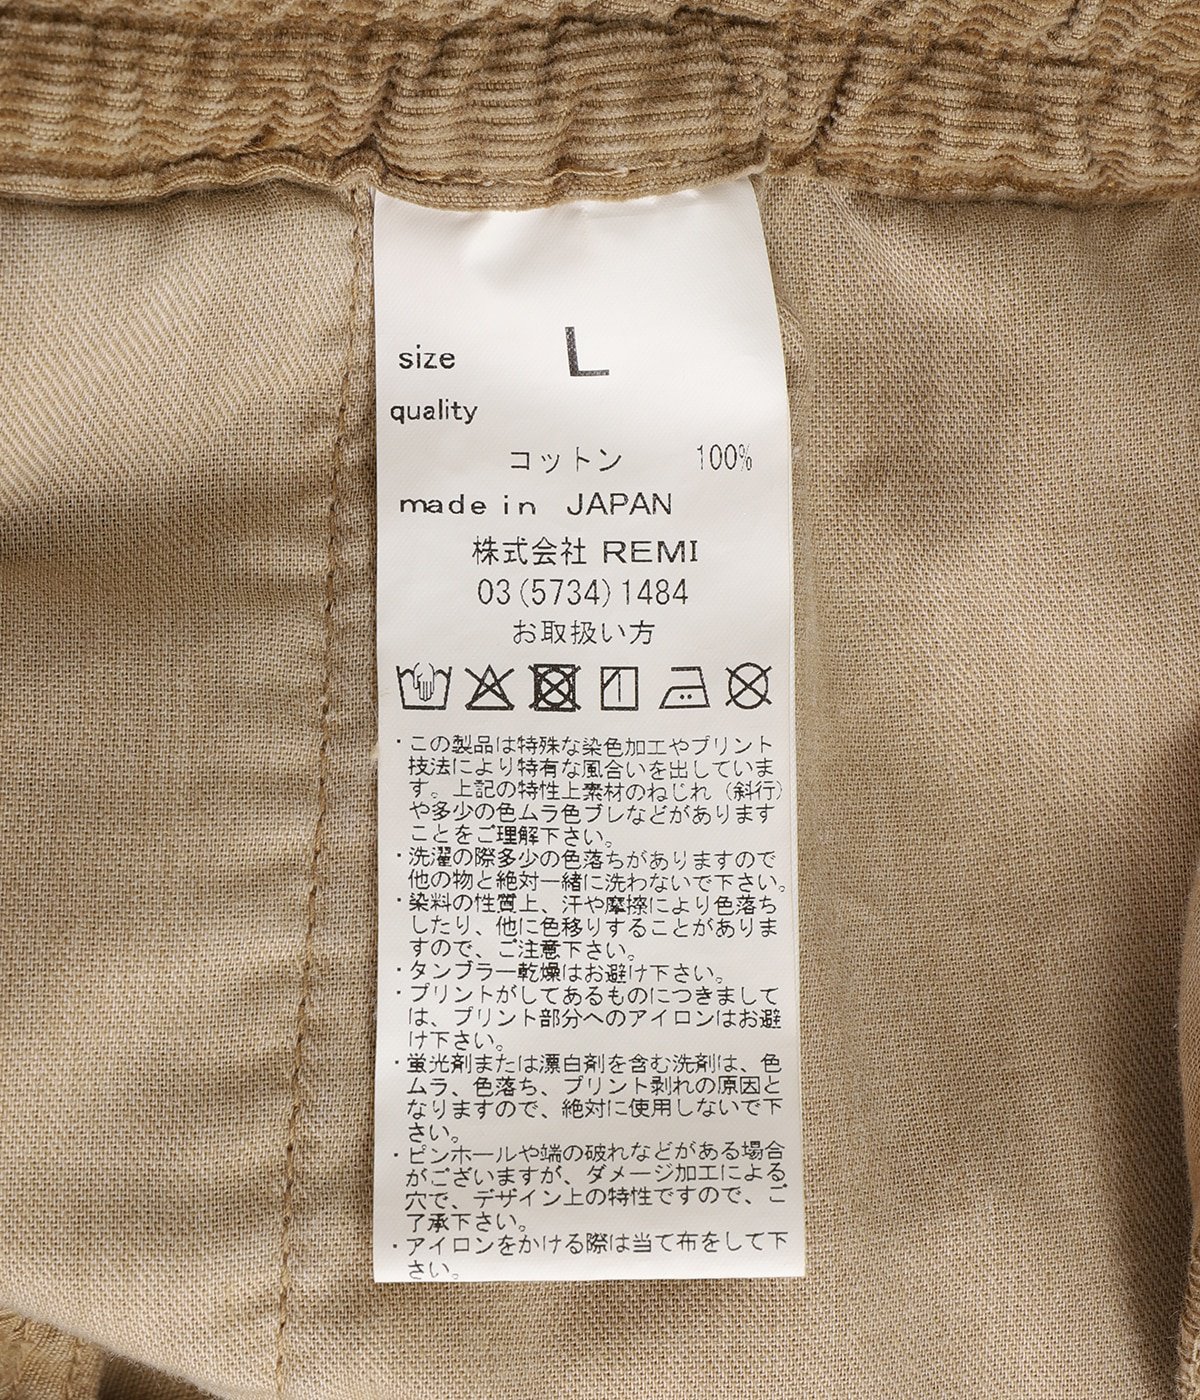 size L
quality
コットン 100%
made in JAPAN
株式会社 REMI
03(5734)1484
お取扱い方
・この製品は特殊な染色加工やプリント
技法により特有な風合いを出していま
す。上記の特性上素材のねじれ（斜行）
や多少の色ムラ色ブレなどがあります
ことをご理解下さい。
・洗濯の際多少の色落ちがありますので
他の物と絶対一緒に洗わないで下さい。
・染料の性質上、汗や摩擦により色落ち
したり、他に色移りすることがありま
すので、ご注意下さい。
・タンブラー乾燥はお避け下さい。
・プリントがしてあるものにつきまして
は、プリント部分へのアイロンはお避
け下さい。
・蛍光剤または漂白剤を含む洗剤は、色
ムラ、色落ち、プリント剥れの原因と
なりますので、絶対に使用しないで下
さい。
・ピンホールや端の破れなどがある場合
がございますが、ダメージ加工による
穴で、デザイン上の特性ですので、ご
了承下さい。
・アイロンをかける際は当て布をして下
さい。